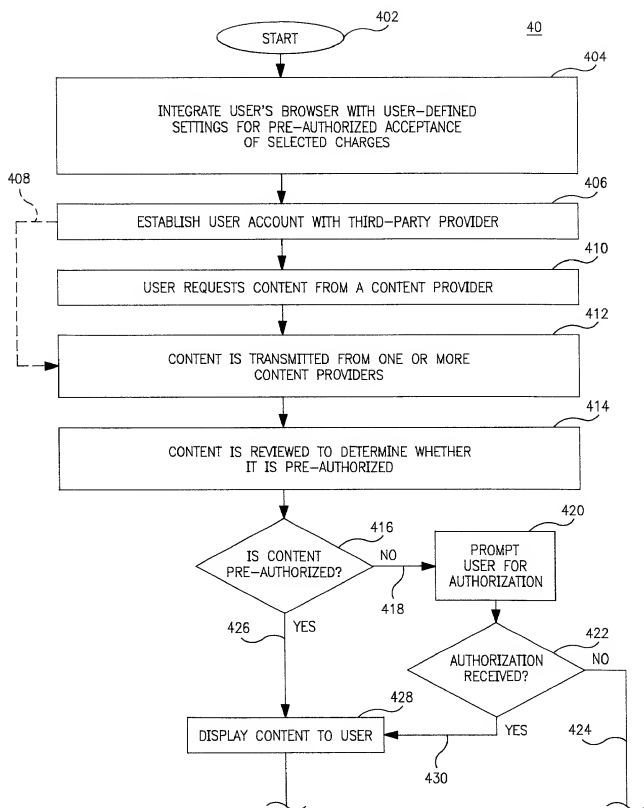 402
START
40
404
INTEGRATE USER'S BROWSER WITH USER-DEFINED
SETTINGS FOR PRE-AUTHORIZED ACCEPTANCE
OF SELECTED CHARGES
408
406
ESTABLISH USER ACCOUNT WITH THIRD-PARTY PROVIDER
410
USER REQUESTS CONTENT FROM A CONTENT PROVIDER
412
CONTENT IS TRANSMITTED FROM ONE OR MORE
CONTENT PROVIDERS
414
CONTENT IS REVIEWED TO DETERMINE WHETHER
IT IS PRE-AUTHORIZED
416
IS CONTENT
PRE-AUTHORIZED?
NO
418
420
PROMPT
USER FOR
AUTHORIZATION
426
YES
422
AUTHORIZATION
RECEIVED?
NO
424
YES
430
428
DISPLAY CONTENT TO USER